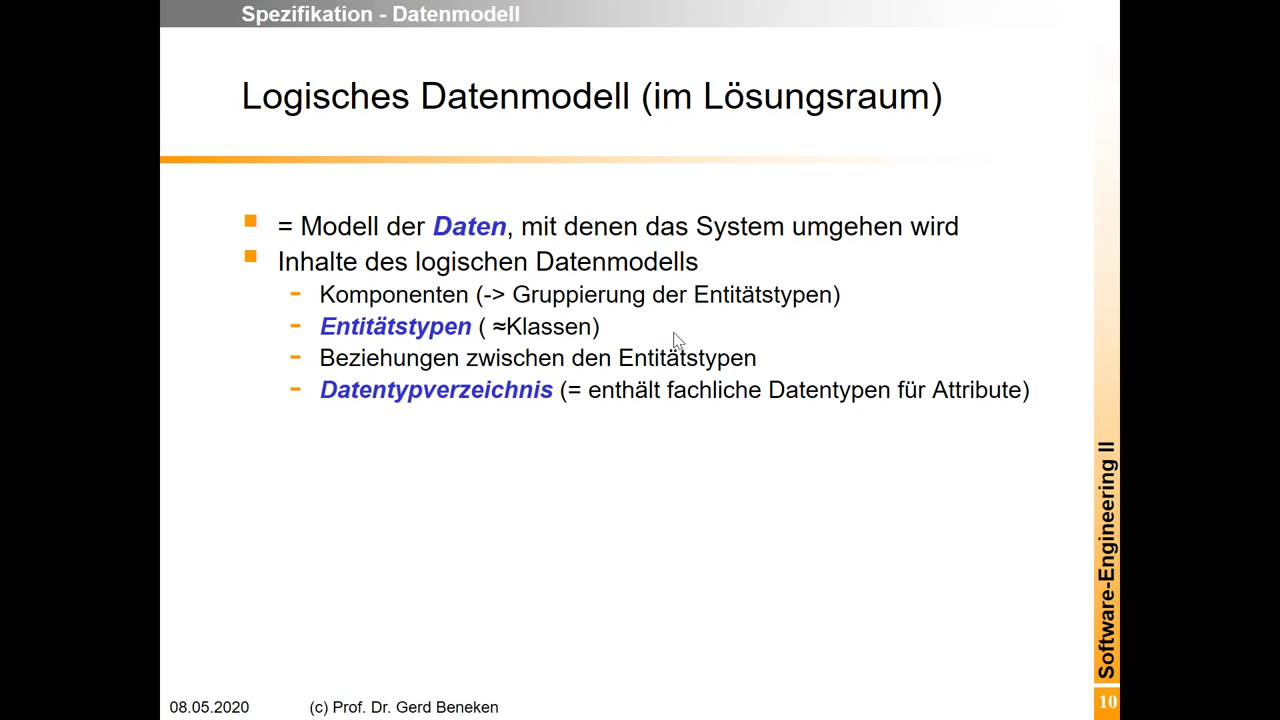 Spezifikation - Datenmodell
Logisches Datenmodell (im Lösungsraum)
= Modell der Daten, mit denen das System umgehen wird
Inhalte des logischen Datenmodells
- Komponenten (-> Gruppierung der Entitätstypen)
- Entitätstypen ( ≈Klassen)
- Beziehungen zwischen den Entitätstypen
- Datentypverzeichnis (= enthält fachliche Datentypen für Attribute)
Software-Engineering II
08.05.2020
(c) Prof. Dr. Gerd Beneken
10